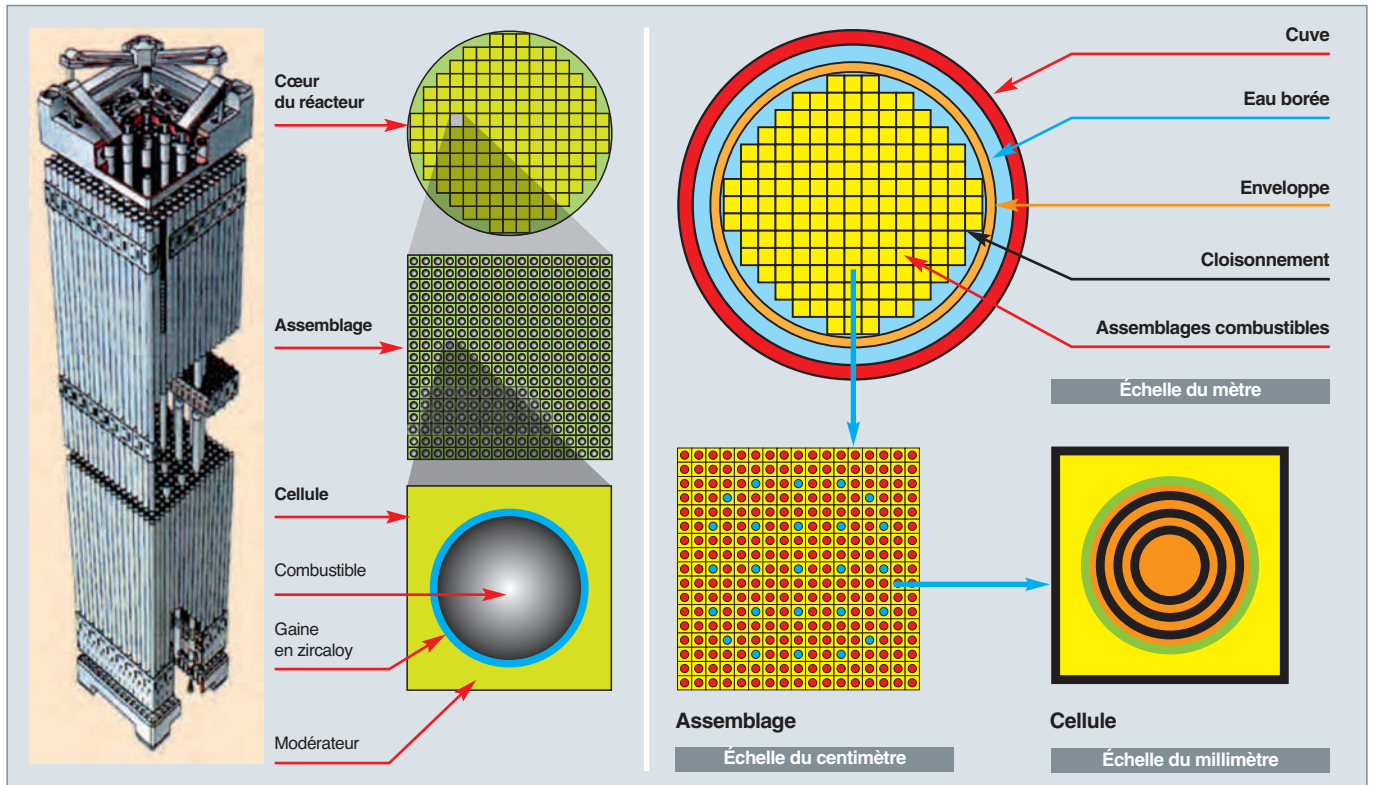 Cœur
du réacteur
Assemblage
Cellule
Combustible
Gaine
en zircaloy
Modérateur
Cuve
Eau borée
Enveloppe
Cloisonnement
Assemblages combustibles
Échelle du mètre
Assemblage
Échelle du centimètre
Cellule
Échelle du millimètre